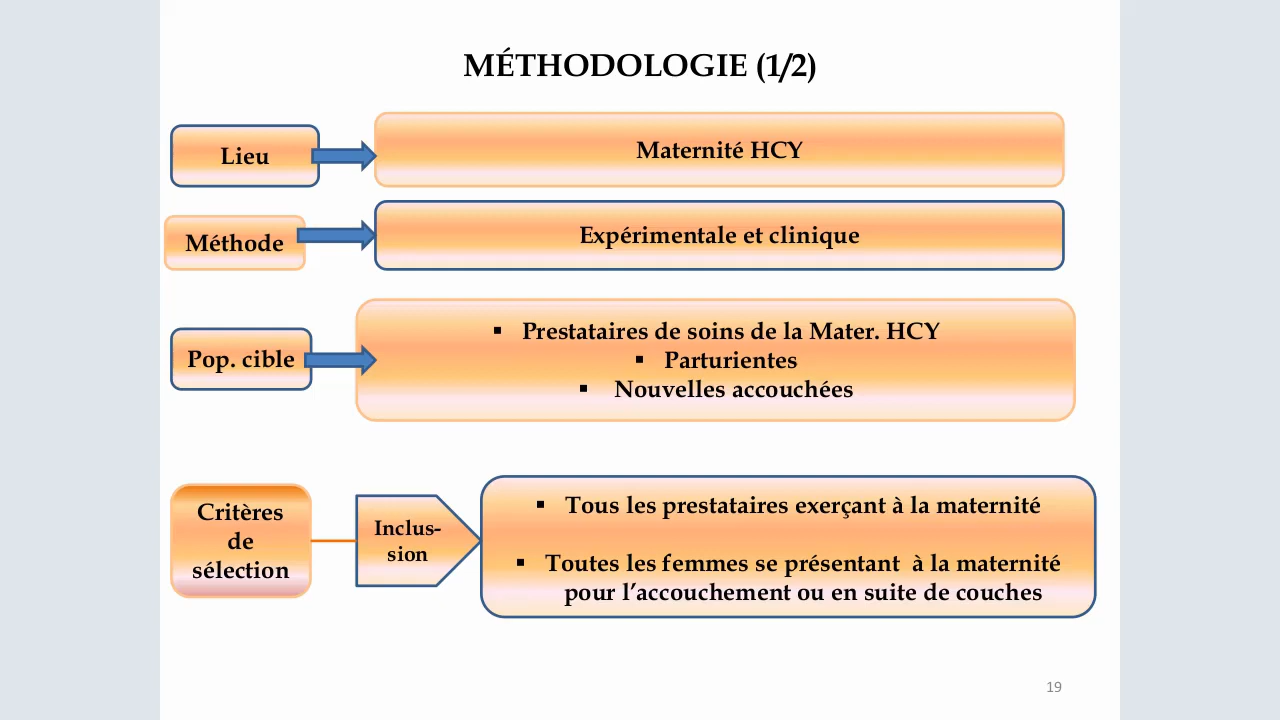 MÉTHODOLOGIE (1/2)
Lieu
Maternité HCY
Méthode
Expérimentale et clinique
Pop. cible
▪ Prestataires de soins de la Mater. HCY
▪ Parturientes
▪ Nouvelles accouchées
Critères
de
sélection
Inclus-
sion
▪ Tous les prestataires exerçant à la maternité
▪ Toutes les femmes se présentant à la maternité
pour l’accouchement ou en suite de couches
19